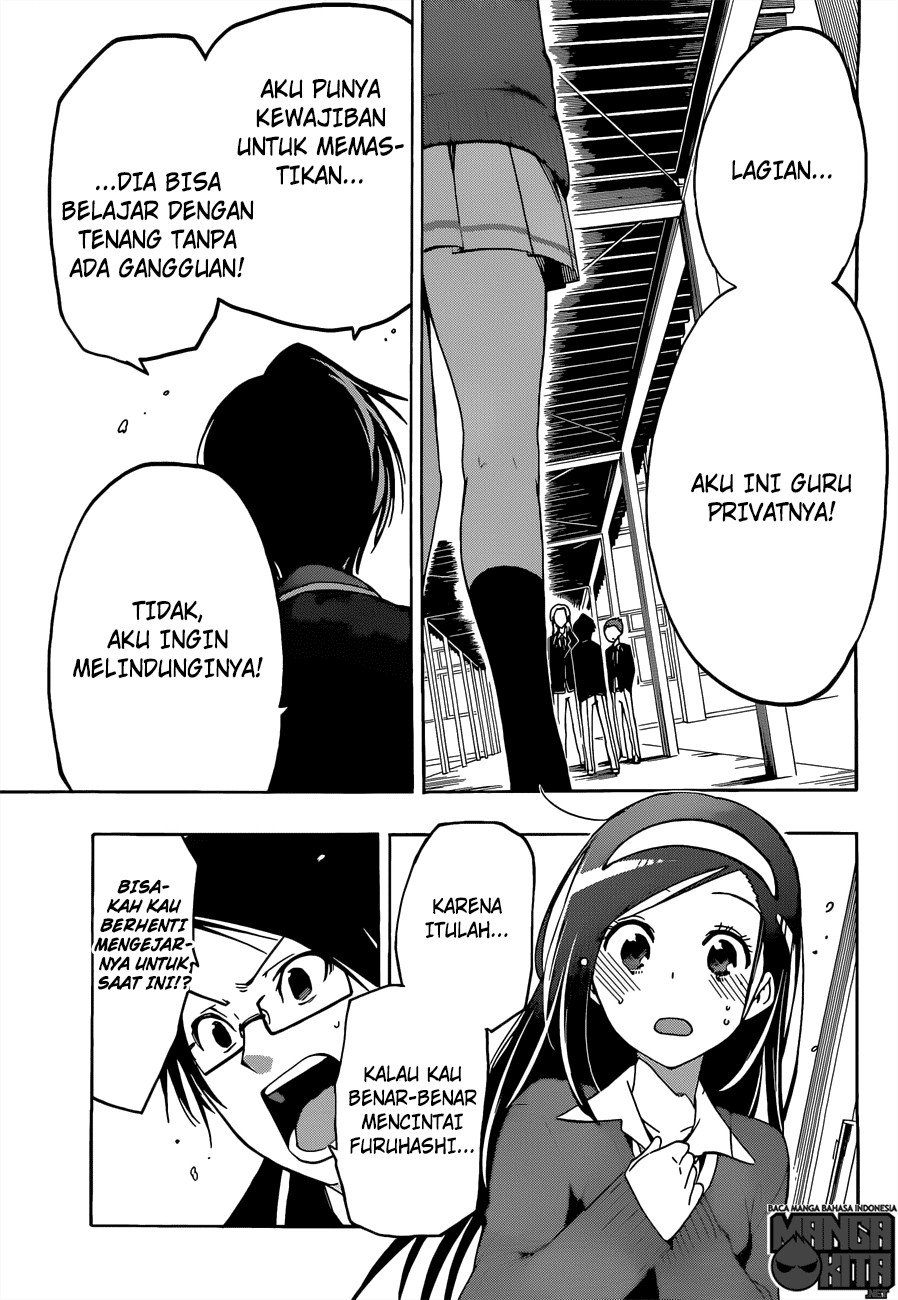 LAGIAN...
AKU INI GURU
PRIVATNYA!
AKU PUNYA
KEWAJIBAN
UNTUK MEMAS-
TIKAN...
...DIA BISA
BELAJAR DENGAN
TENANG TANPA
ADA GANGGUAN!
TIDAK,
AKU INGIN
MELINDUNGINYA!
KARENA
ITULAH...
KALAU KAU
BENAR-BENAR
MENCINTAI
FURUHASHI...
BISA-
KAH KAU
BERHENTI
MENGEJAR-
NYA UNTUK
SAAT INI!?
BACA MANGA BAHASA INDONESIA
MANGA
KITA
.NET